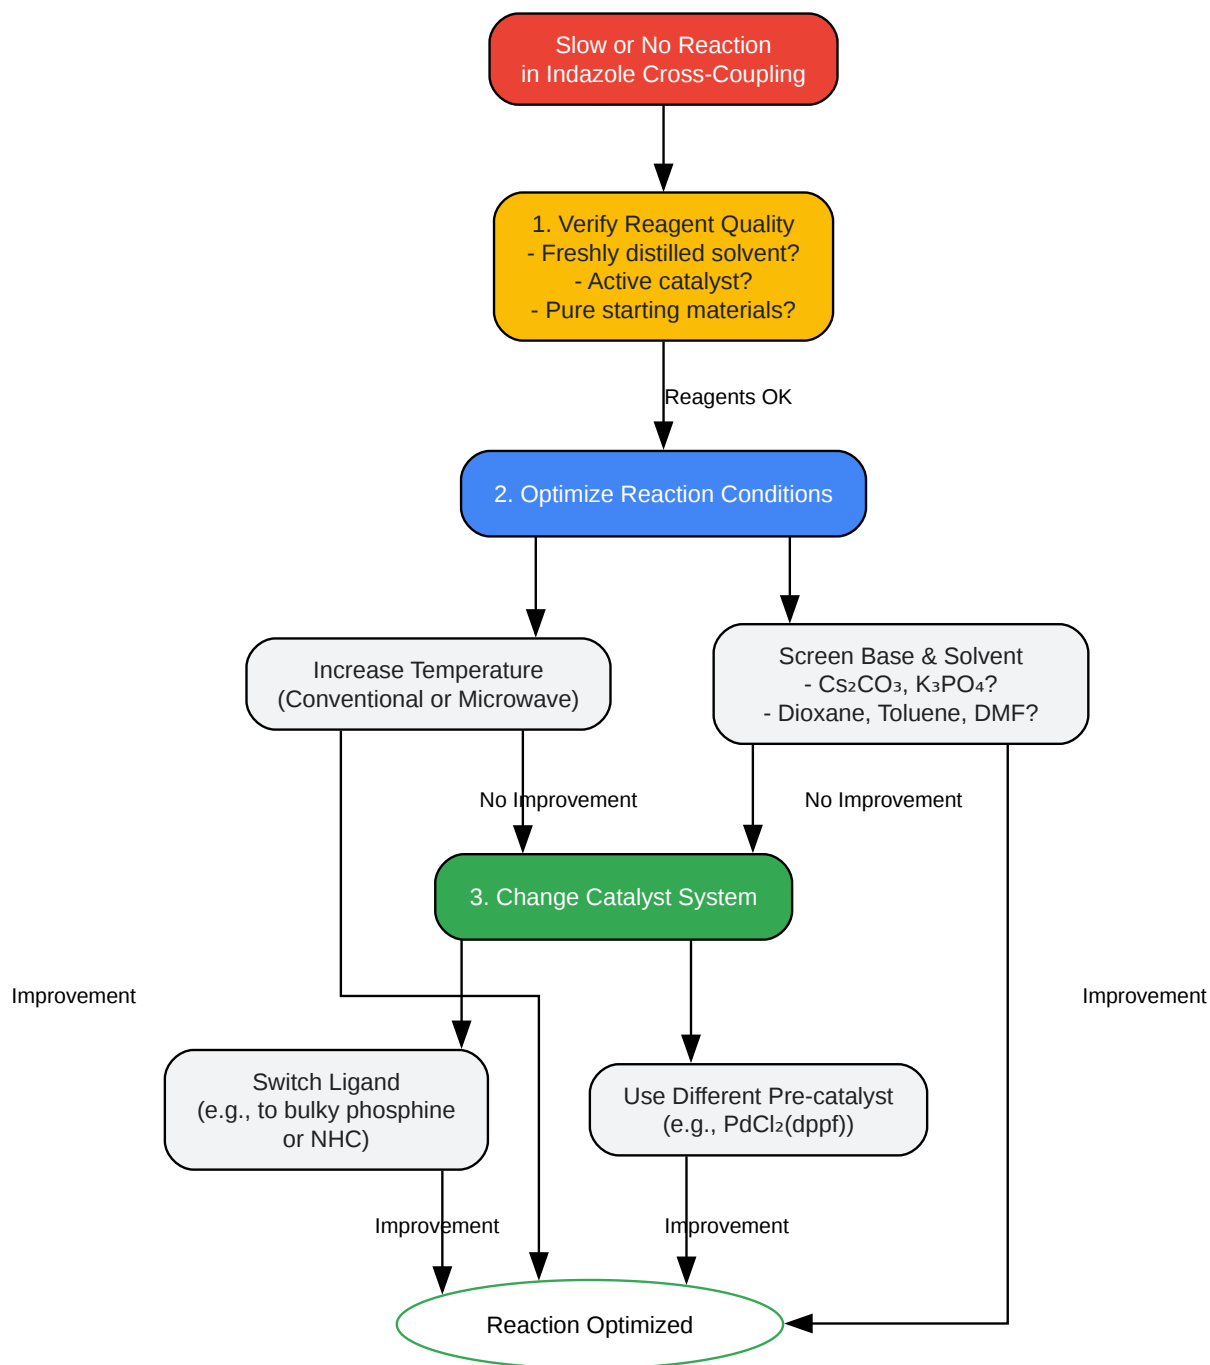 Slow or No Reaction
in Indazole Cross-Coupling
1. Verify Reagent Quality
- Freshly distilled solvent?
- Active catalyst?
- Pure starting materials?
Reagents OK
2. Optimize Reaction Conditions
Increase Temperature
(Conventional or Microwave)
Screen Base & Solvent
- Cs₂CO₃, K₃PO₄?
- Dioxane, Toluene, DMF?
No Improvement
No Improvement
3. Change Catalyst System
Improvement
Improvement
Switch Ligand
(e.g., to bulky phosphine
or NHC)
Use Different Pre-catalyst
(e.g., PdCl₂(dppf))
Improvement
Improvement
Reaction Optimized